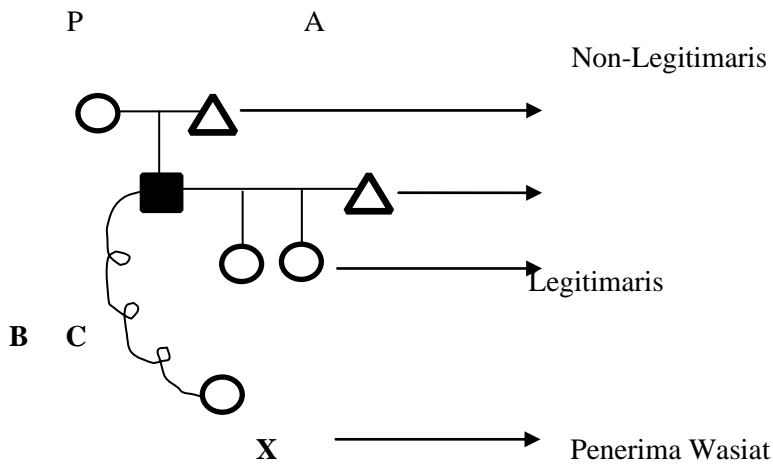 P A
Non-Legitimaris
Legitimaris
B C
X Penerima Wasiat